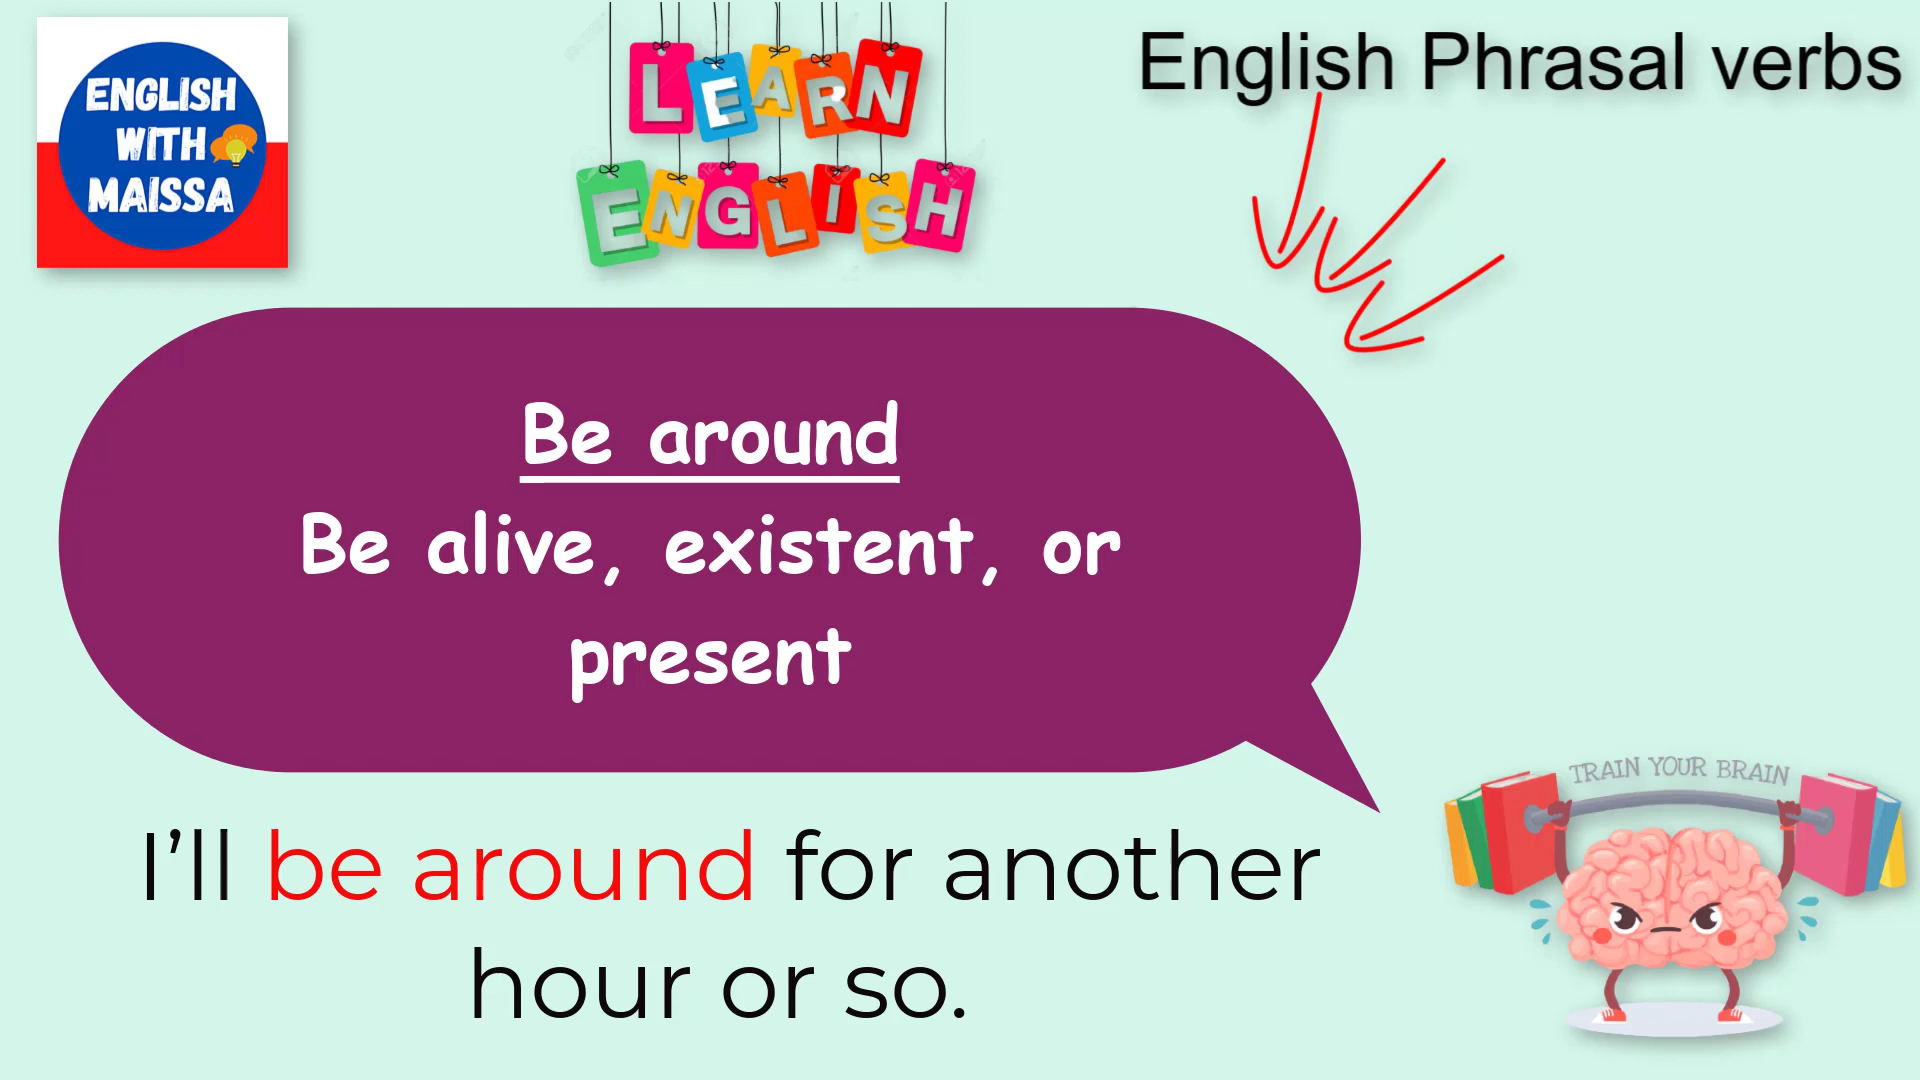 ENGLISH
WITH
MAISSA
LEARN
ENGLISH
English Phrasal verbs
Be around
Be alive, existent, or
present
I’ll be around for another
hour or so.
TRAIN YOUR BRAIN